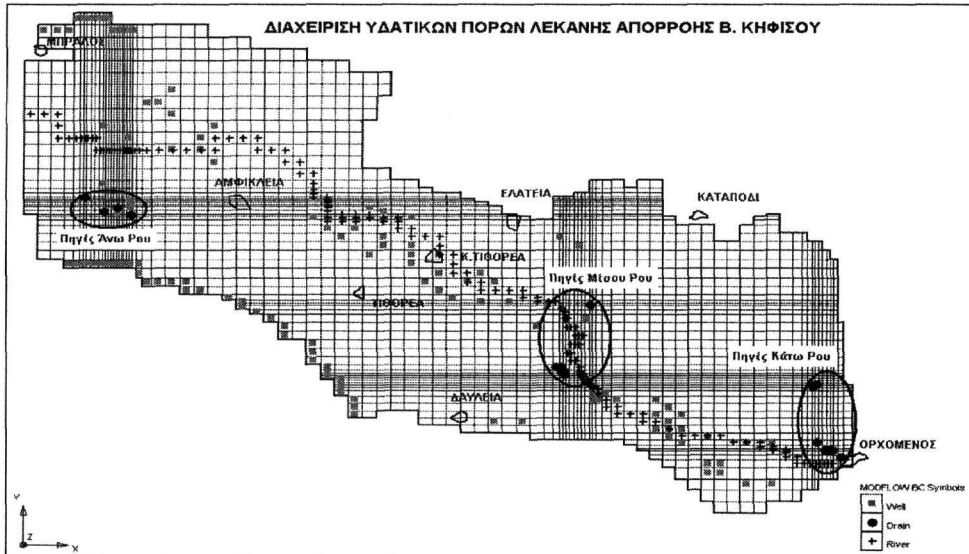 ΔΙΑΧΕΙΡΙΣΗ ΥΔΑΤΙΚΩΝ ΠΟΡΩΝ ΛΕΚΑΝΗΣ ΑΠΟΡΡΟΗΣ Β. ΚΗΦΙΣΟΥ
ΜΠΡΑΛΟΣ
ΑΜΦΙΚΛΕΙΑ
ΕΛΑΤΕΙΑ
ΚΑΤΑΠΟΔΙ
Πηγές Άνω Ρου
Κ.ΤΙΘΟΡΕΑ
Πηγές Μέσου Ρου
ΤΙΘΟΡΕΑ
Πηγές Κάτω Ρου
ΔΑΥΛΕΙΑ
ΟΡΧΟΜΕΝΟΣ
MODFLOW BC Symbols
Well
Drain
River
Y
Z
X